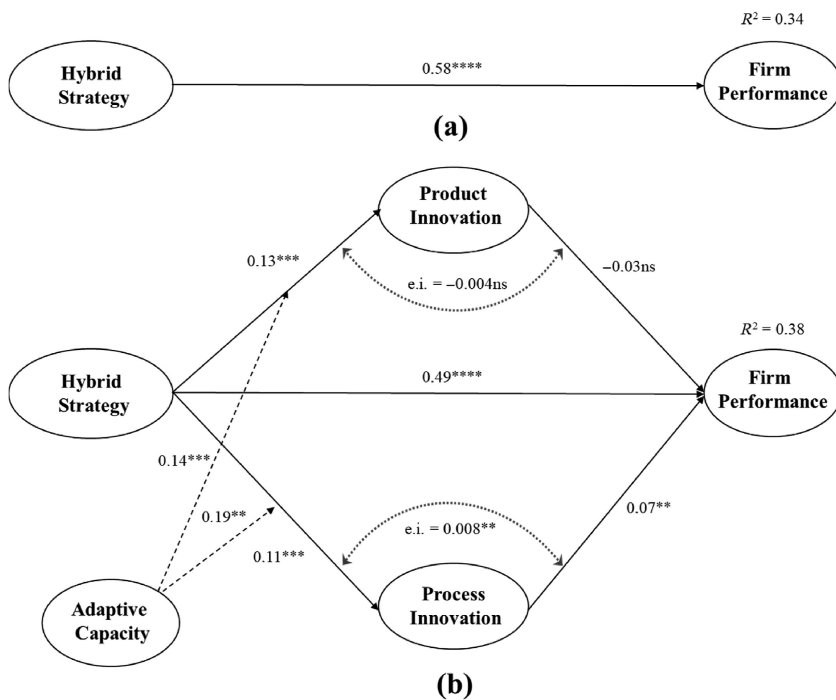 R² = 0.34
Hybrid
Strategy
0.58****
Firm
Performance
(a)
Product
Innovation
0.13***
e.i. = −0.004ns
−0.03ns
R² = 0.38
Hybrid
Strategy
0.49****
Firm
Performance
0.14***
0.19**
0.11***
e.i. = 0.008**
0.07**
Adaptive
Capacity
Process
Innovation
(b)